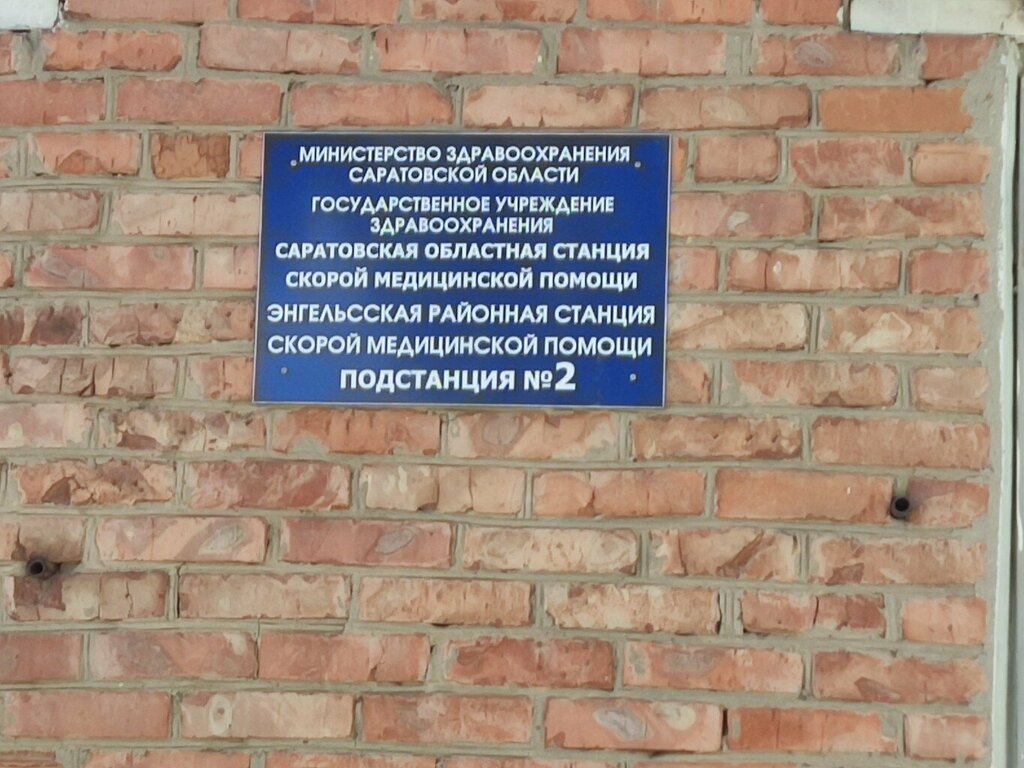 МИНИСТЕРСТВО ЗДРАВООХРАНЕНИЯ
САРАТОВСКОЙ ОБЛАСТИ
ГОСУДАРСТВЕННОЕ УЧРЕЖДЕНИЕ
ЗДРАВООХРАНЕНИЯ
САРАТОВСКАЯ ОБЛАСТНАЯ СТАНЦИЯ
СКОРОЙ МЕДИЦИНСКОЙ ПОМОЩИ
ЭНГЕЛЬССКАЯ РАЙОННАЯ СТАНЦИЯ
СКОРОЙ МЕДИЦИНСКОЙ ПОМОЩИ
ПОДСТАНЦИЯ №2